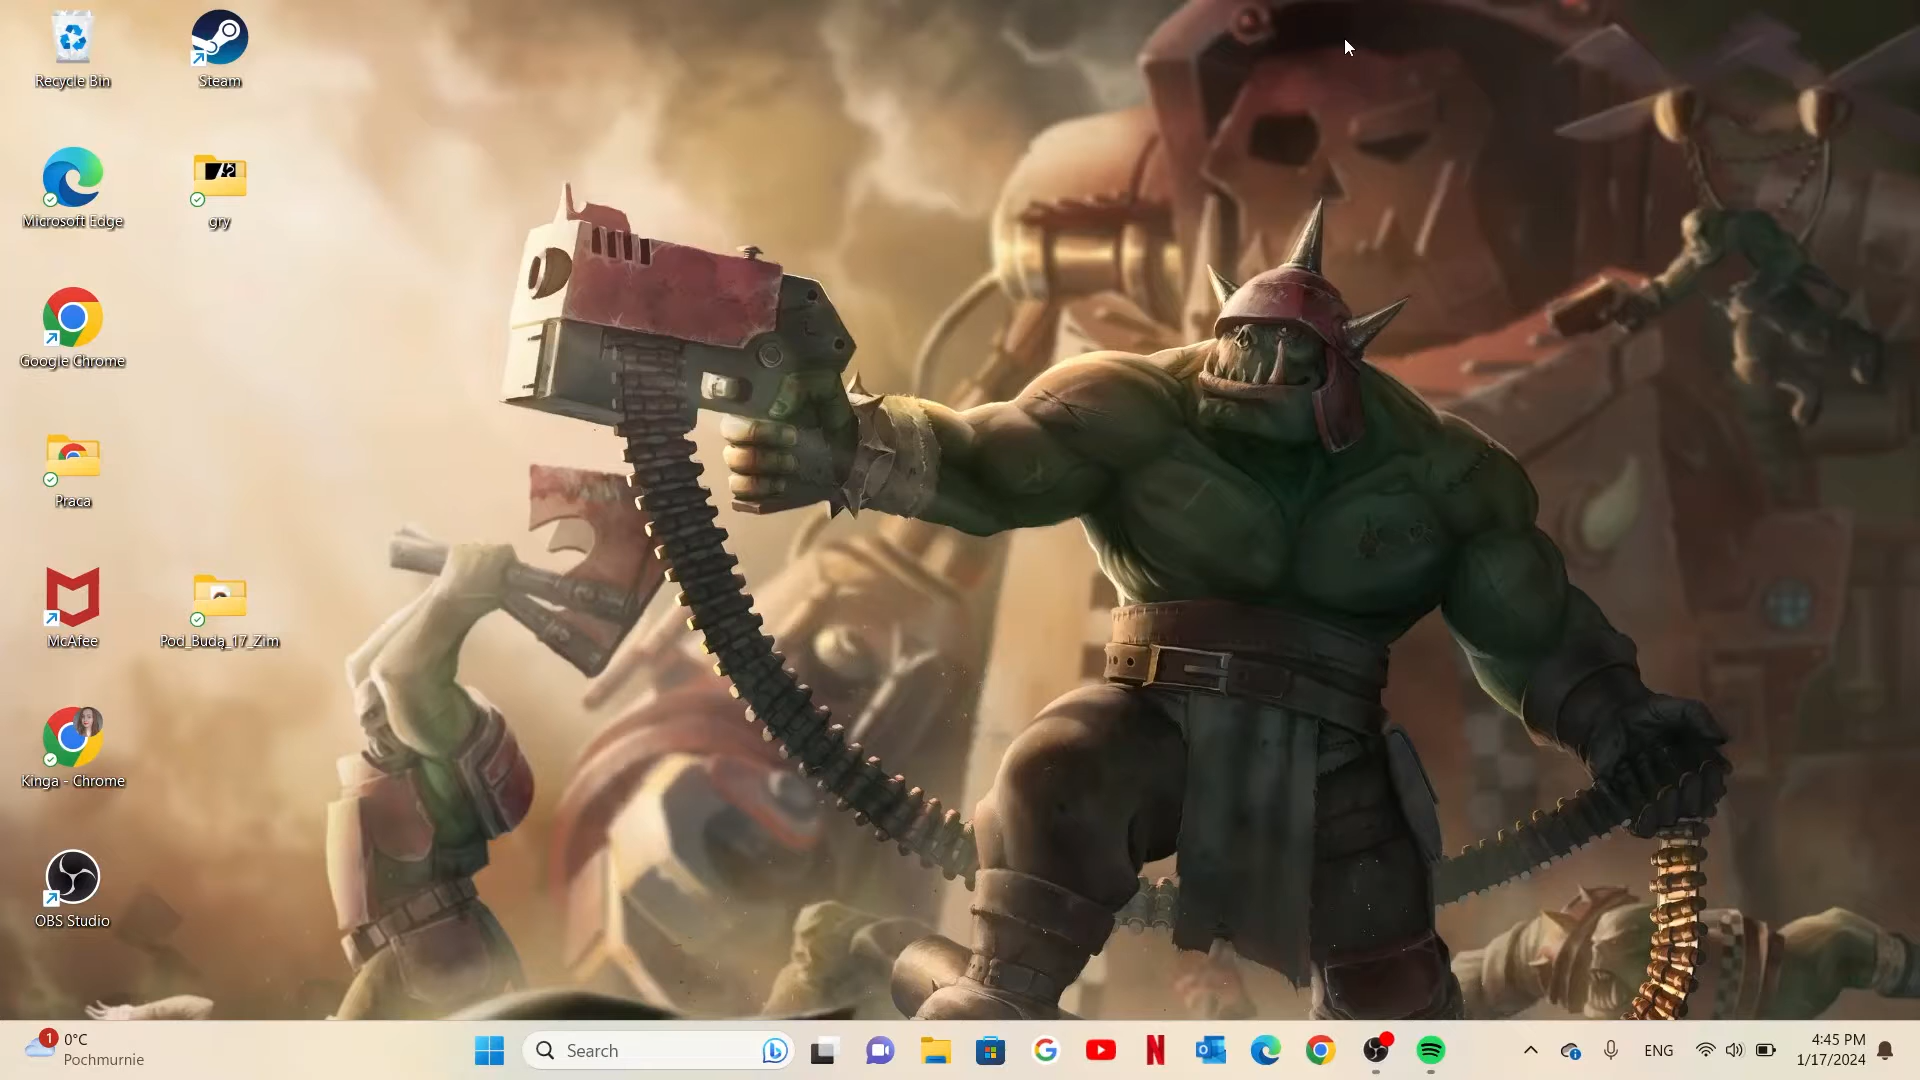 Recycle Bin
Steam
Microsoft Edge
gry
Google Chrome
Praca
McAfee
Pod_Budą_17_Zim
Kinga - Chrome
OBS Studio
1
0°C
Pochmurnie
Search
ENG
4:45 PM
1/17/2024